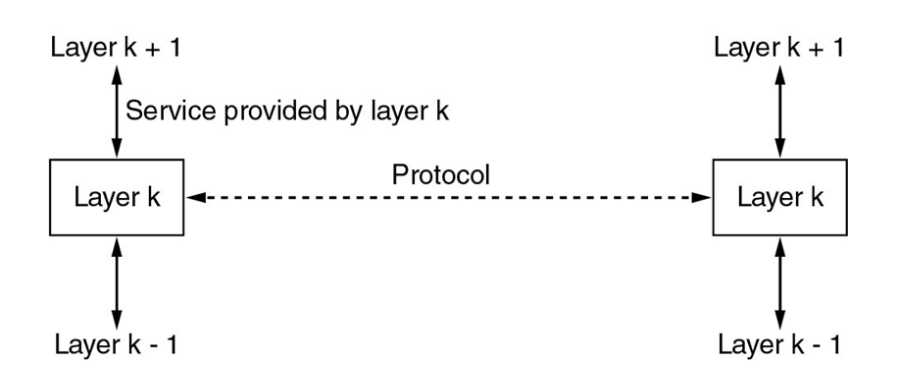 Layer k + 1
Layer k + 1
Service provided by layer k
Protocol
Layer k
Layer k
Layer k - 1
Layer k - 1